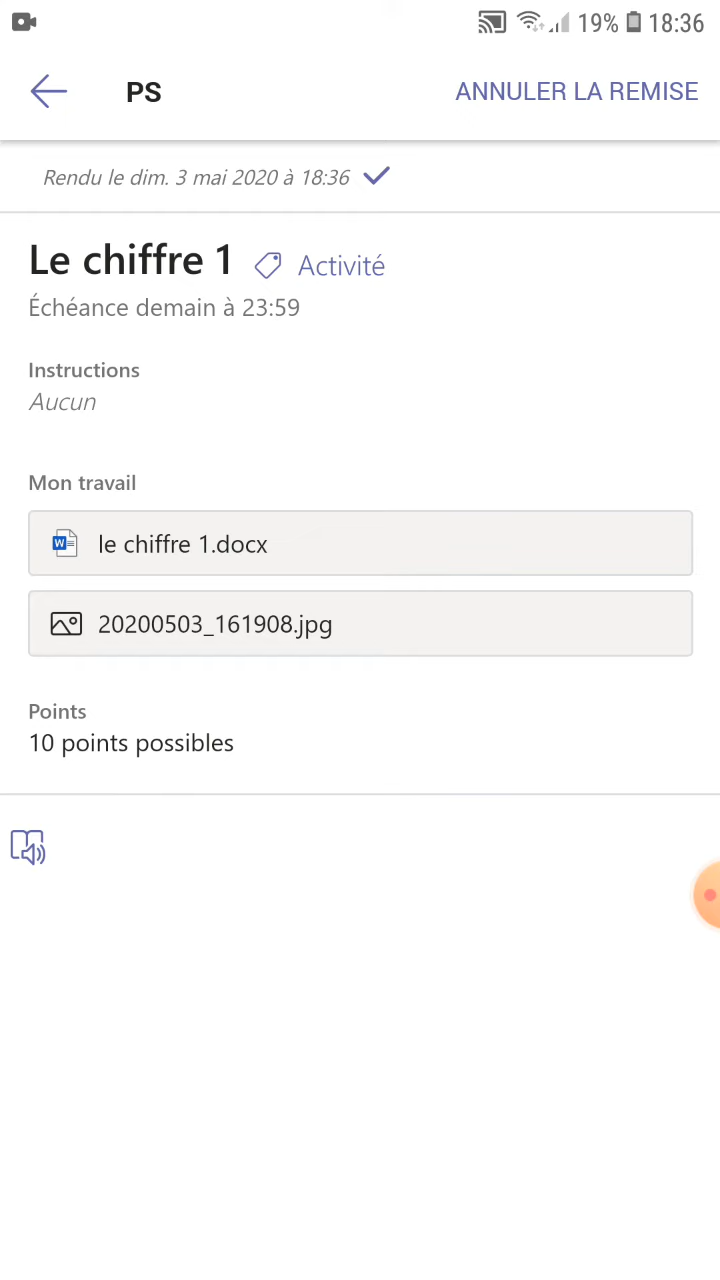 19% 18:36
PS ANNULER LA REMISE
Rendu le dim. 3 mai 2020 à 18:36
Le chiffre 1 Activité
Échéance demain à 23:59
Instructions
Aucun
Mon travail
W le chiffre 1.docx
20200503_161908.jpg
Points
10 points possibles